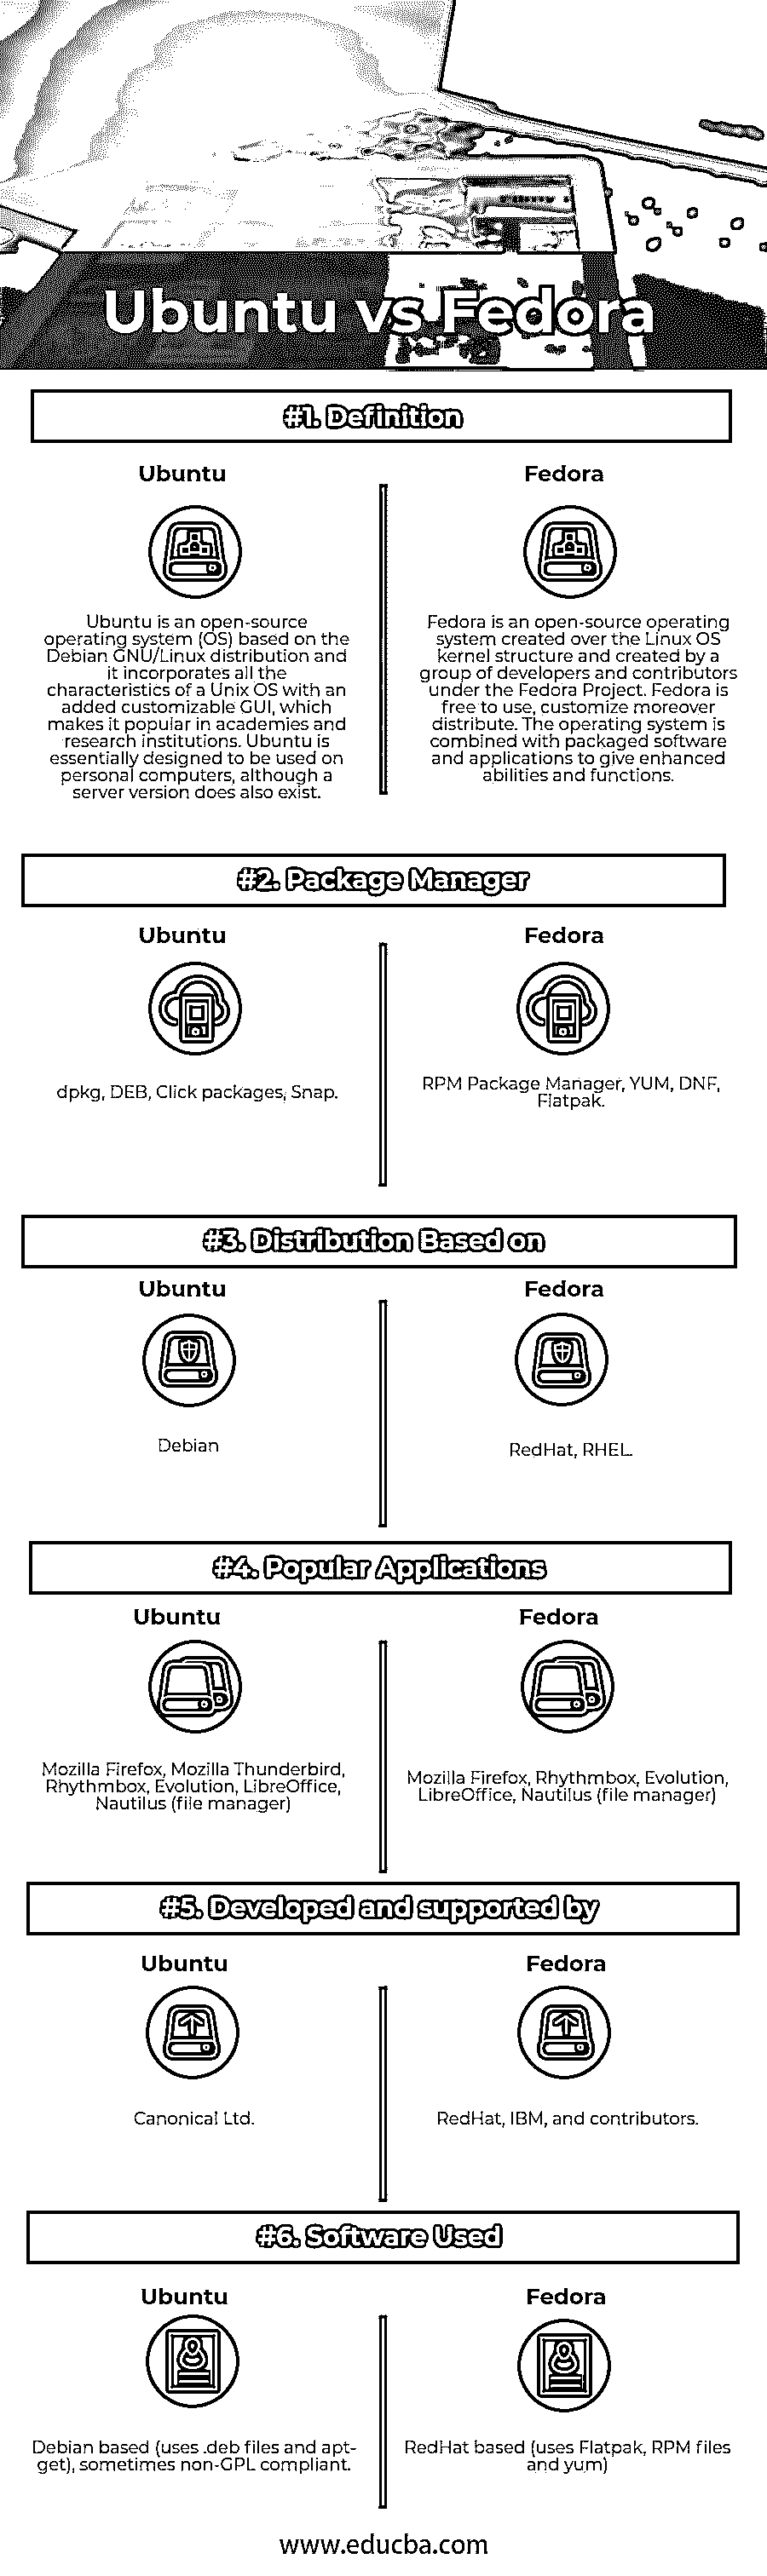 Ubuntu vs Fedora
#1. Definition
Ubuntu
Fedora
Ubuntu is an open-source
operating system (OS) based on the
Debian GNU/Linux distribution and
it incorporates all the
characteristics of a Unix OS with an
added customizable GUI, which
makes it popular in academies and
research institutions. Ubuntu is
essentially designed to be used on
personal computers, although a
server version does also exist.
Fedora is an open-source operating
system created over the Linux OS
kernel structure and created by a
group of developers and contributors
under the Fedora Project. Fedora is
free to use, customize moreover
distribute. The operating system is
combined with packaged software
and applications to give enhanced
abilities and functions.
#2. Package Manager
Ubuntu
Fedora
dpkg, DEB, Click packages, Snap.
RPM Package Manager, YUM, DNF,
Flatpak.
#3. Distribution Based on
Ubuntu
Fedora
Debian
RedHat, RHEL.
#4. Popular Applications
Ubuntu
Fedora
Mozilla Firefox, Mozilla Thunderbird,
Rhythmbox, Evolution, LibreOffice,
Nautilus (file manager)
Mozilla Firefox, Rhythmbox, Evolution,
LibreOffice, Nautilus (file manager)
#5. Developed and supported by
Ubuntu
Fedora
Canonical Ltd.
RedHat, IBM, and contributors.
#6. Software Used
Ubuntu
Fedora
Debian based (uses .deb files and apt-
get), sometimes non-GPL compliant.
RedHat based (uses Flatpak, RPM files
and yum)
www.educba.com